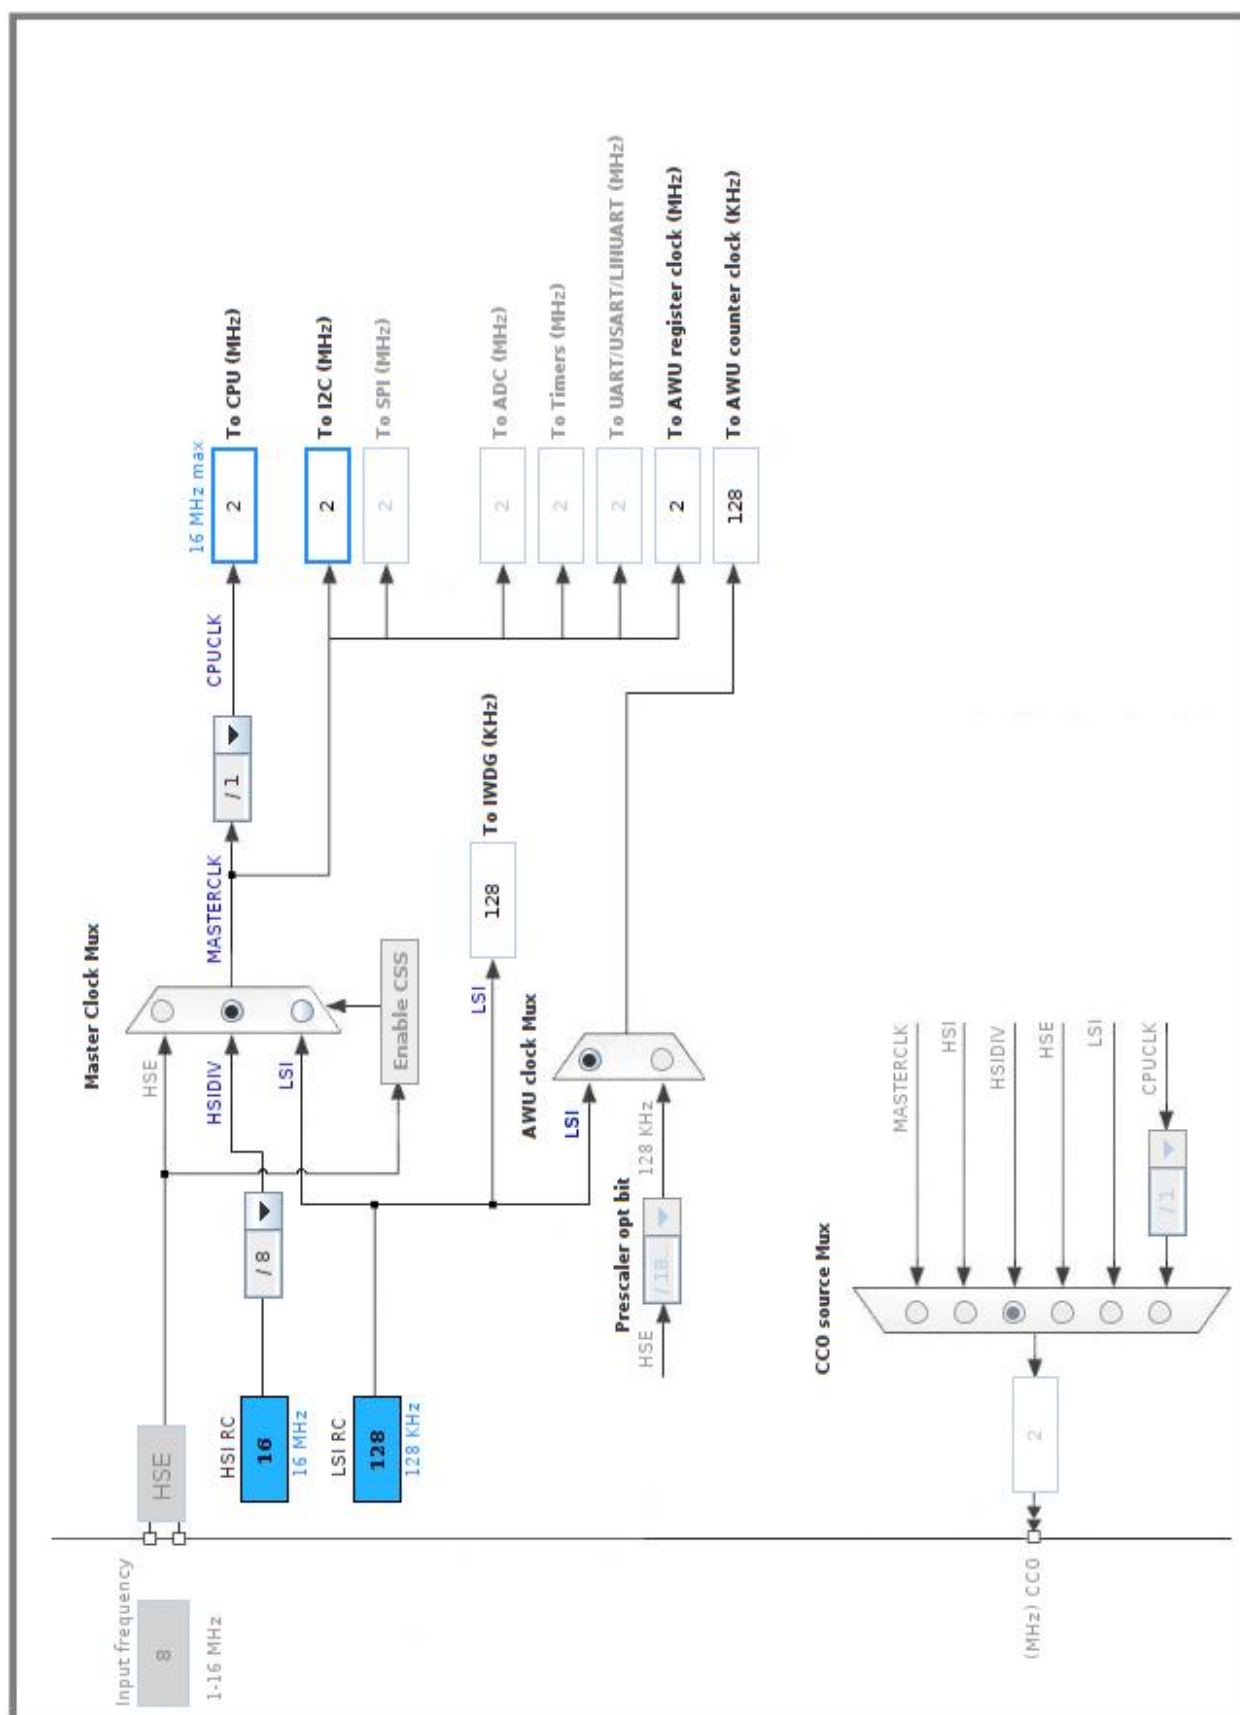 Input frequency
8
1-16 MHz
HSE
HSE
Master Clock Mux
HSI RC
16
16 MHz
/ 8
HSIDIV
MASTERCLK
/ 1
CPUCLK
16 MHz max
2
To CPU (MHz)
LSI RC
128
128 KHz
LSI
Enable CSS
2
To I2C (MHz)
2
To SPI (MHz)
LSI
128
To IWDG (KHz)
2
To ADC (MHz)
AWU clock Mux
LSI
2
To Timers (MHz)
Prescaler opt bit
HSE
/ 18...
128 KHz
2
To UART/USART/LINUART (MHz)
2
To AWU register clock (MHz)
128
To AWU counter clock (KHz)
CCO source Mux
(MHz) CCO
2
MASTERCLK
HSI
HSIDIV
HSE
LSI
/ 1
CPUCLK